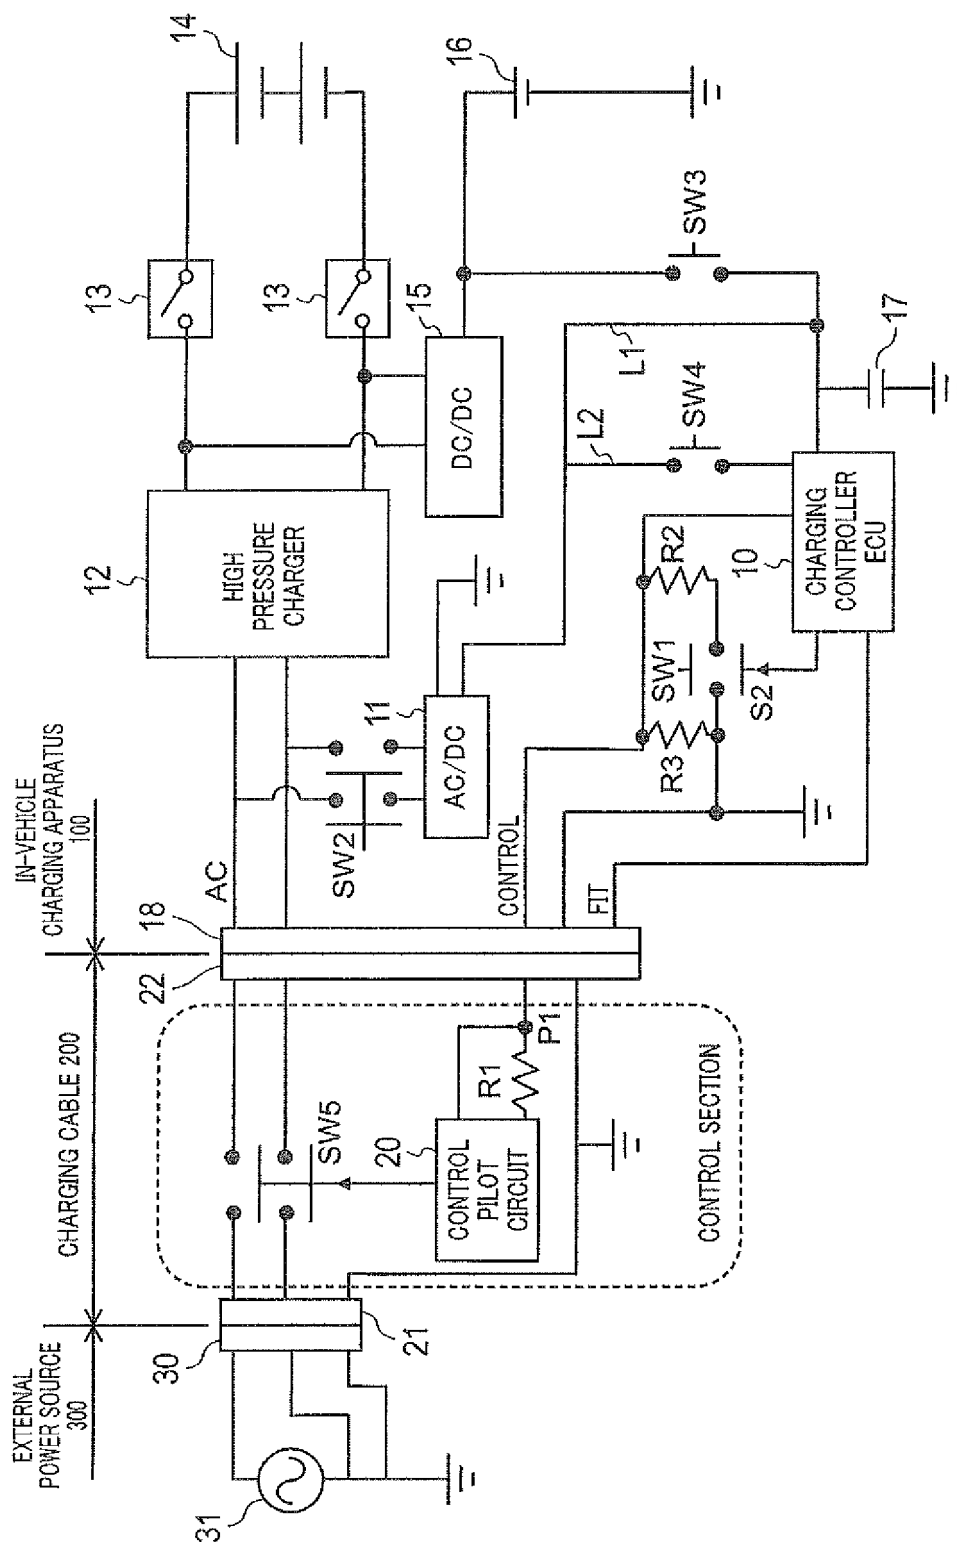 EXTERNAL
POWER SOURCE
300
CHARGING CABLE 200
IN-VEHICLE
CHARGING APPARATUS
100
31
30
21
SW5
20
CONTROL
PILOT
CIRCUIT
R1
P1
CONTROL SECTION
22
18
AC
CONTROL
FIT
SW2
11
AC/DC
12
HIGH
PRESSURE
CHARGER
13
13
14
15
DC/DC
16
R3
SW1
S2
R2
10
CHARGING
CONTROLLER
ECU
L2
SW4
L1
SW3
17